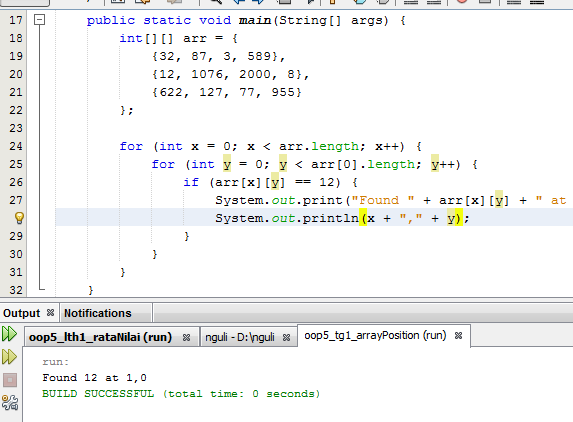 17 public static void main(String[] args) {
18 int[][] arr = {
19 {32, 87, 3, 589},
20 {12, 1076, 2000, 8},
21 {622, 127, 77, 955}
22 };
23
24 for (int x = 0; x < arr.length; x++) {
25 for (int y = 0; y < arr[0].length; y++) {
26 if (arr[x][y] == 12) {
27 System.out.print("Found " + arr[x][y] + " at
System.out.println(x + "," + y);
29 }
30 }
31 }
32 }
Output Notifications
oop5_lth1_rataNilai (run) nguli - D:\nguli oop5_tg1_arrayPosition (run)
run:
Found 12 at 1,0
BUILD SUCCESSFUL (total time: 0 seconds)